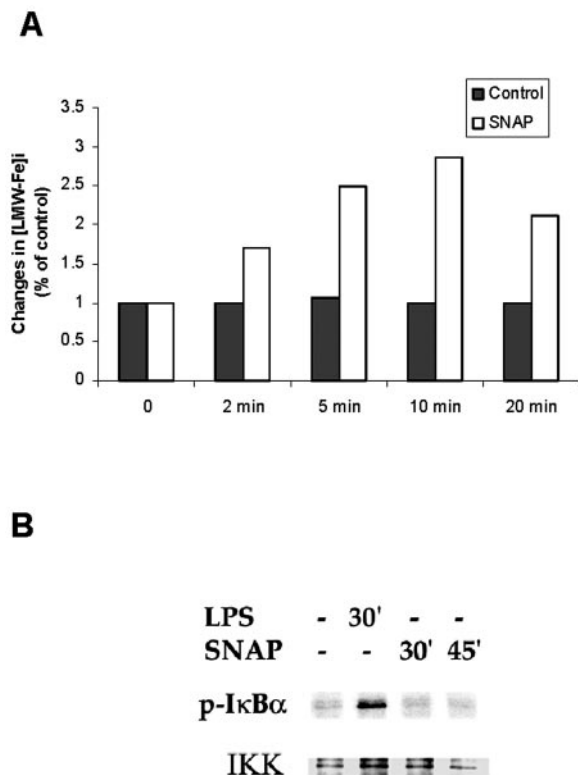 A
Control
SNAP
Changes in [LMW-Fe]i
(% of control)
3.5
3
2.5
2
1.5
1
0.5
0
0 2 min 5 min 10 min 20 min
B
LPS - 30' - -
SNAP - - 30' 45'
p-IκBα
IKK